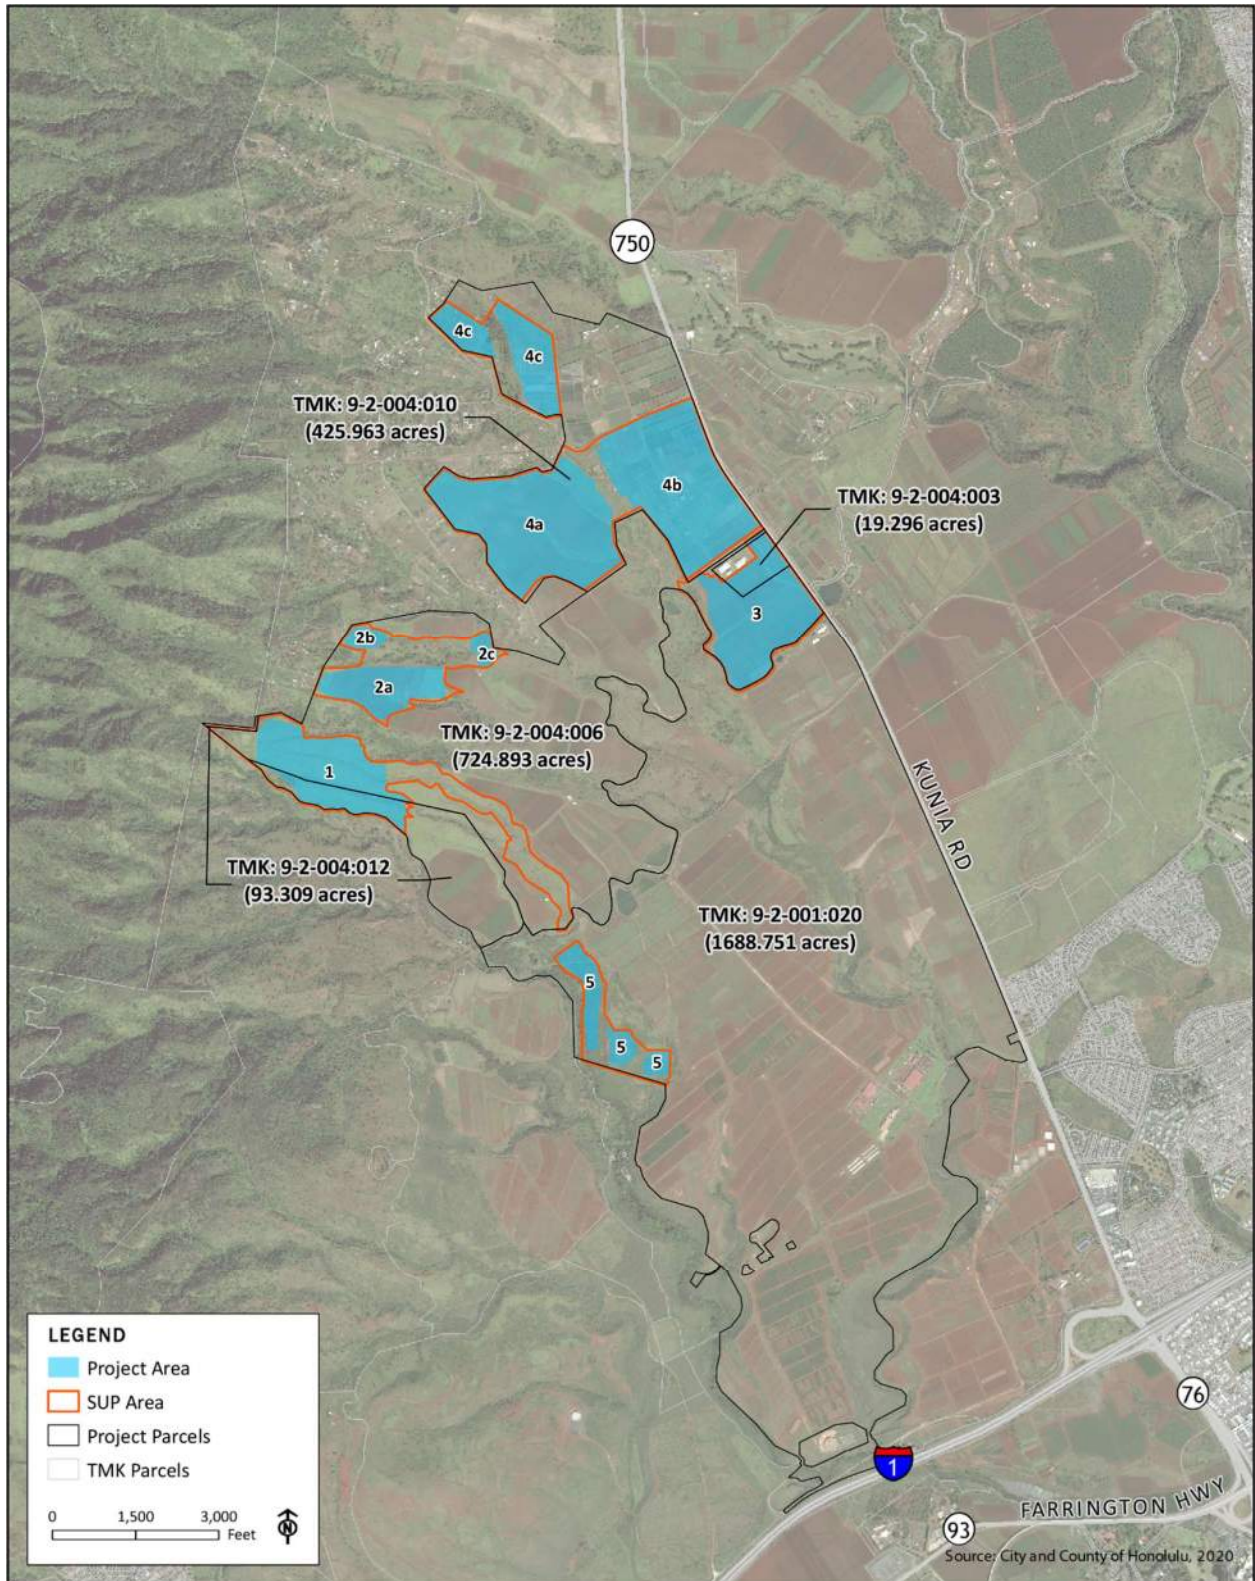 750
4c
4c
TMK: 9-2-004:010
(425.963 acres)
4b
TMK: 9-2-004:003
(19.296 acres)
4a
3
2b
2c
2a
TMK: 9-2-004:006
(724.893 acres)
1
KUNIA RD
TMK: 9-2-004:012
(93.309 acres)
TMK: 9-2-001:020
(1688.751 acres)
5
5
5
LEGEND
Project Area
SUP Area
Project Parcels
TMK Parcels
0 1,500 3,000
Feet
N
76
1
FARRINGTON HWY
93
Source: City and County of Honolulu, 2020